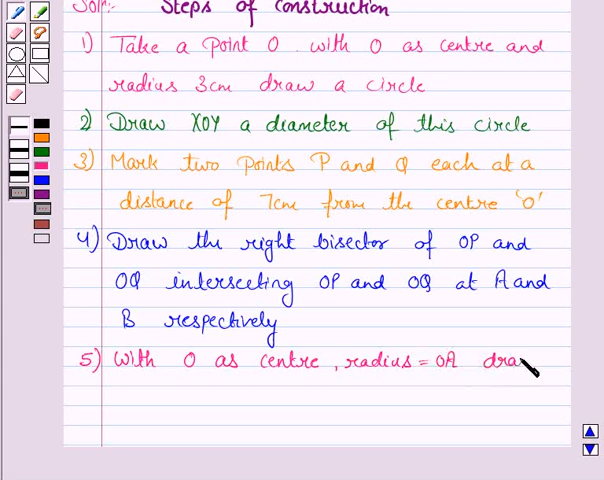 Soln:- Steps of construction
1) Take a point O. with O as centre and
radius 3cm draw a circle
2) Draw XOY a diameter of this circle
3) Mark two points P and Q each at a
distance of 7cm from the centre 'O'
4) Draw the right bisector of OP and
OQ intersecting OP and OQ at A and
B respectively
5) With O as centre, radius = OA dra